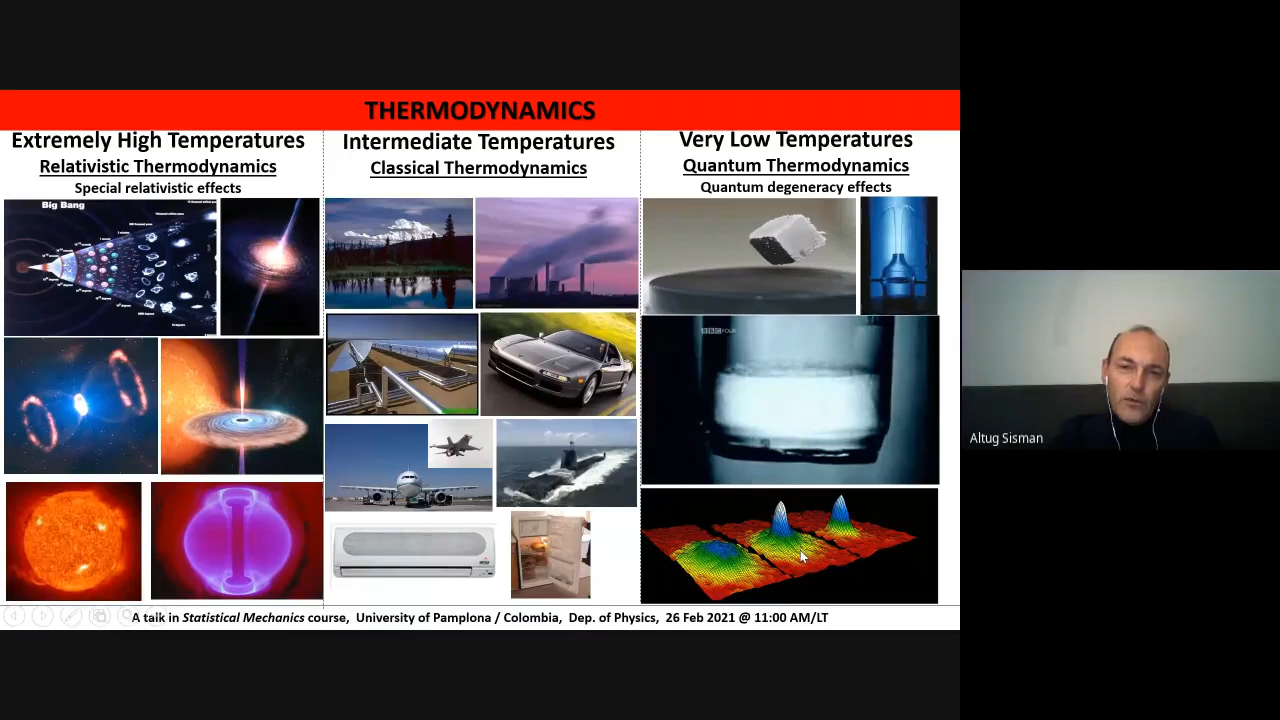 THERMODYNAMICS
Extremely High Temperatures
Relativistic Thermodynamics
Special relativistic effects
Big Bang
Intermediate Temperatures
Classical Thermodynamics
Very Low Temperatures
Quantum Thermodynamics
Quantum degeneracy effects
BBC FOUR
A talk in Statistical Mechanics course, University of Pamplona / Colombia, Dep. of Physics, 26 Feb 2021 @ 11:00 AM/LT
Altug Sisman